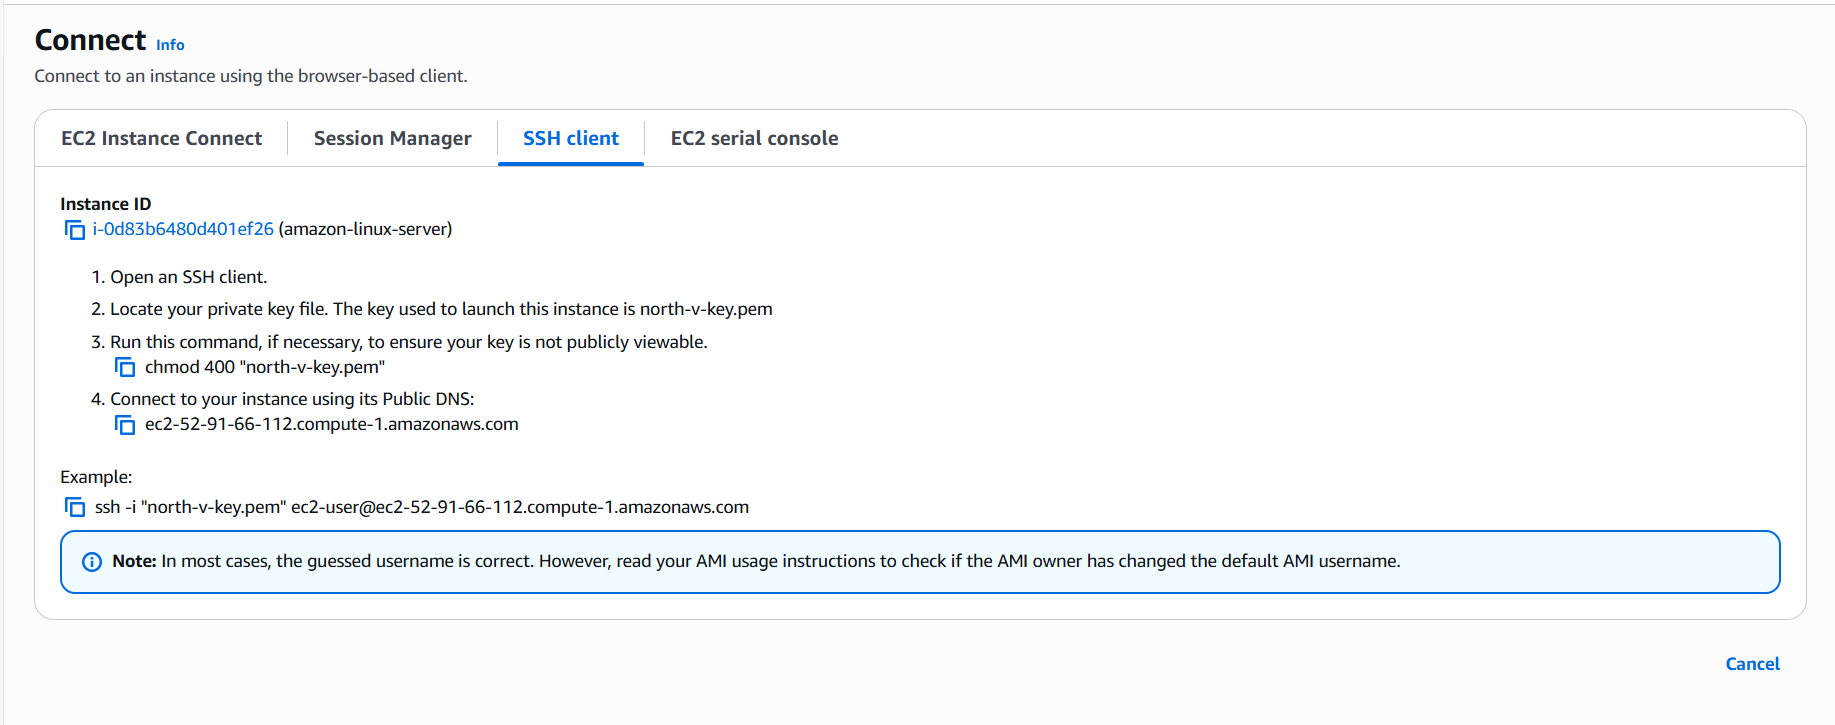 Connect Info
Connect to an instance using the browser-based client.
EC2 Instance Connect
Session Manager
SSH client
EC2 serial console
Instance ID
i-0d83b6480d401ef26 (amazon-linux-server)
1. Open an SSH client.
2. Locate your private key file. The key used to launch this instance is north-v-key.pem
3. Run this command, if necessary, to ensure your key is not publicly viewable.
chmod 400 "north-v-key.pem"
4. Connect to your instance using its Public DNS:
ec2-52-91-66-112.compute-1.amazonaws.com
Example:
ssh -i "north-v-key.pem" ec2-user@ec2-52-91-66-112.compute-1.amazonaws.com
Note: In most cases, the guessed username is correct. However, read your AMI usage instructions to check if the AMI owner has changed the default AMI username.
Cancel